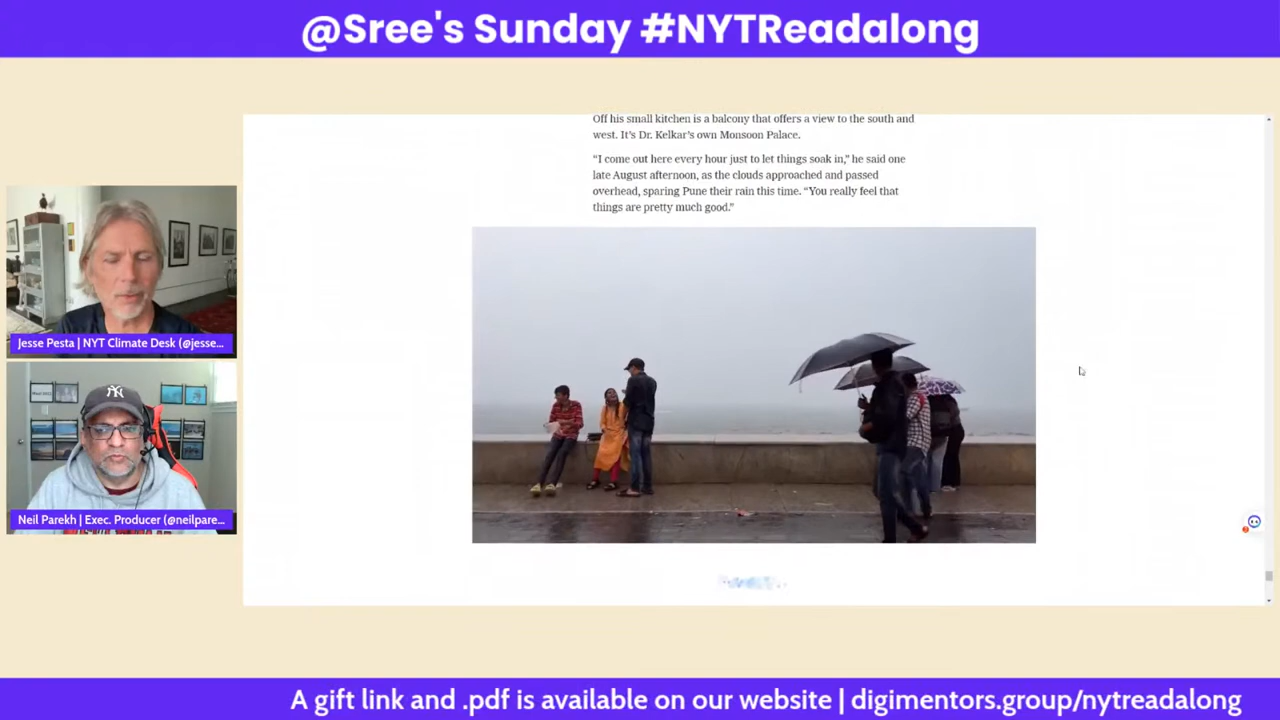 @Sree's Sunday #NYTReadalong
Off his small kitchen is a balcony that offers a view to the south and
west. It's Dr. Kelkar's own Monsoon Palace.
“I come out here every hour just to let things soak in,” he said one
late August afternoon, as the clouds approached and passed
overhead, sparing Pune their rain this time. “You really feel that
things are pretty much good.”
Jesse Pesta | NYT Climate Desk (@jesse...
NY
Neil Parekh | Exec. Producer (@neilpare...
A gift link and .pdf is available on our website | digimentors.group/nytreadalong